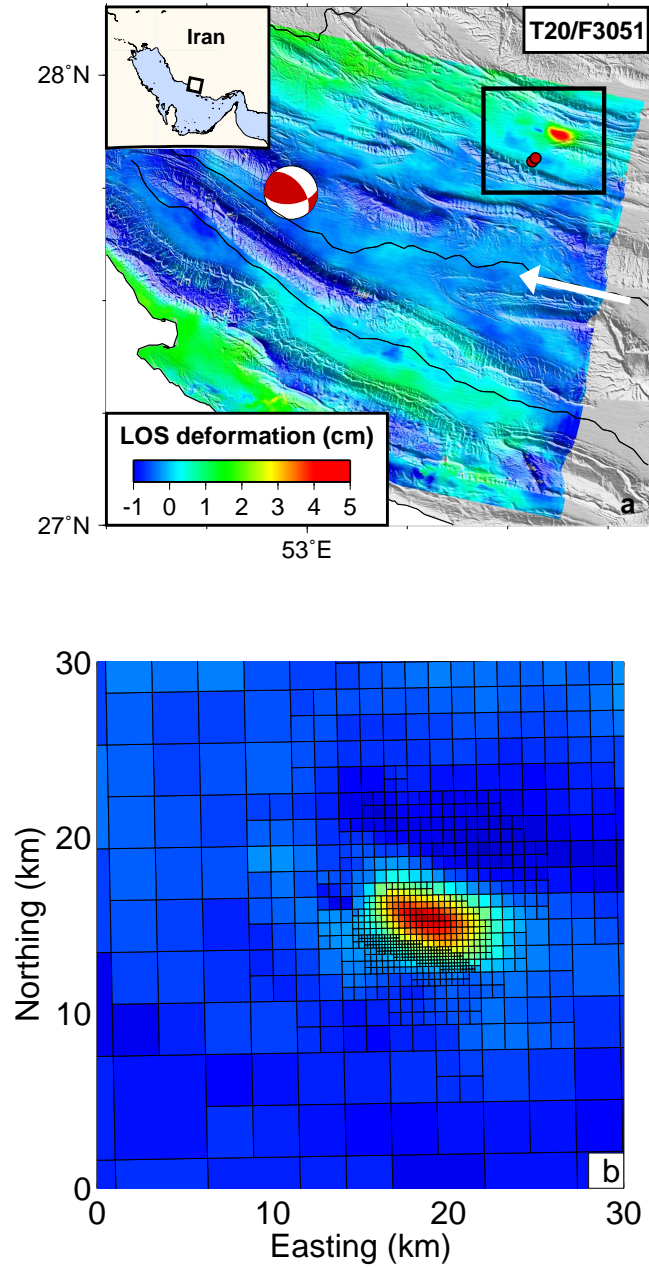 Iran
T20/F3051
28˚N
LOS deformation (cm)
-1 0 1 2 3 4 5
a
27˚N
53˚E
30
20
Northing (km)
10
0
b
0 10 20 30
Easting (km)